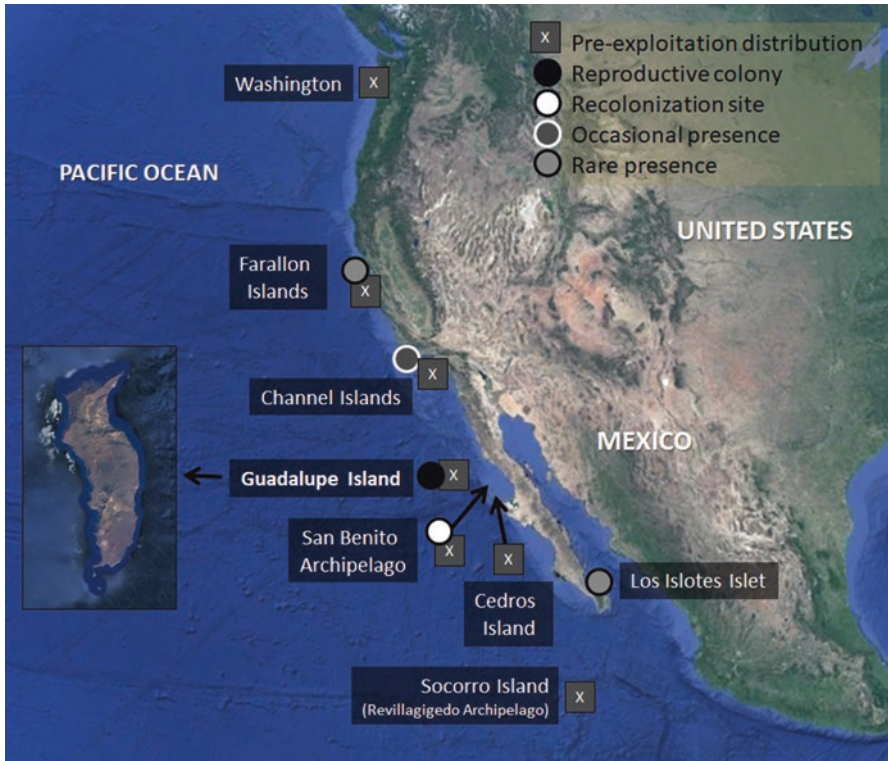 X Pre-exploitation distribution
Reproductive colony
Recolonization site
Occasional presence
Rare presence
Washington X
PACIFIC OCEAN
UNITED STATES
Farallon
Islands X
Channel Islands X
MEXICO
Guadalupe Island X
San Benito
Archipelago X
X
Cedros
Island
Los Islotes Islet
Socorro Island
(Revillagigedo Archipelago) X